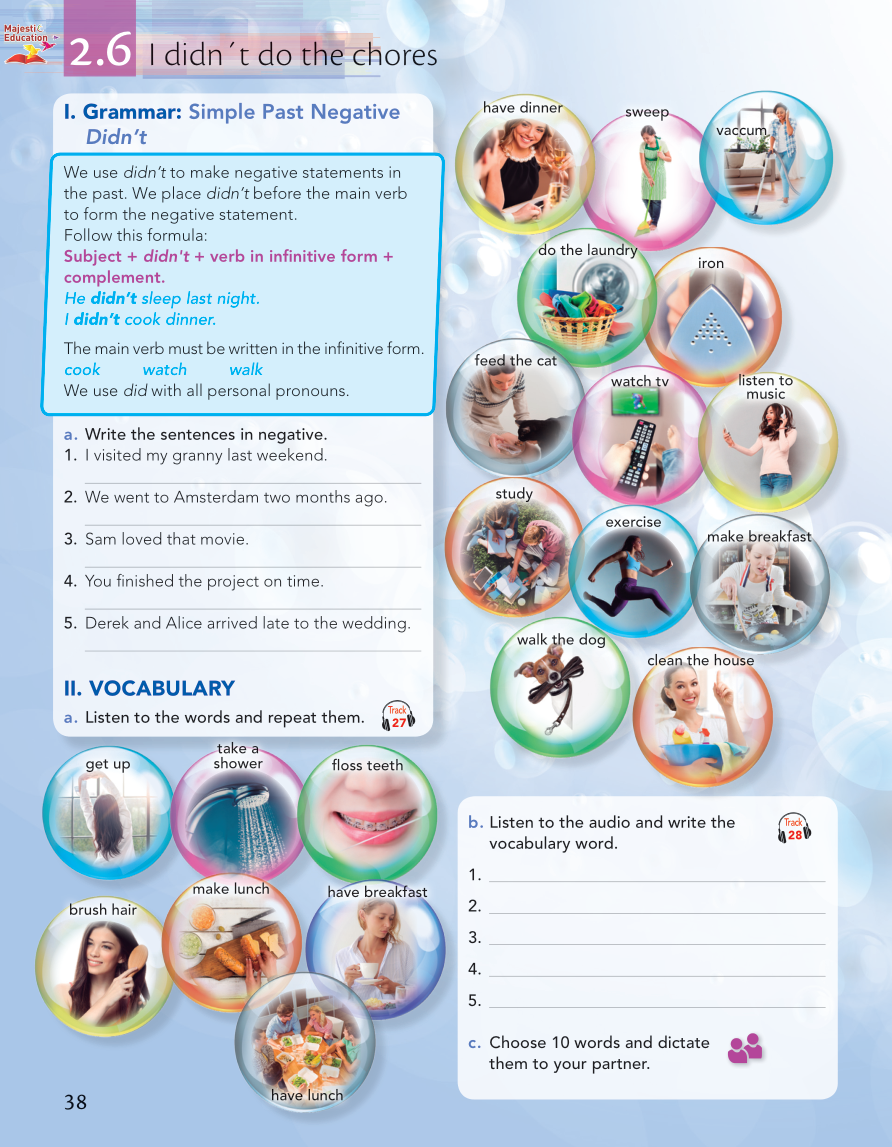 Majesti
Education
2.6 I didn´t do the chores
I. Grammar: Simple Past Negative
Didn't
We use didn't to make negative statements in
the past. We place didn't before the main verb
to form the negative statement.
Follow this formula:
Subject + didn't + verb in infinitive form +
complement.
He didn't sleep last night.
I didn't cook dinner.
The main verb must be written in the infinitive form.
cook watch walk
We use did with all personal pronouns.
a. Write the sentences in negative.
1. I visited my granny last weekend.
2. We went to Amsterdam two months ago.
3. Sam loved that movie.
4. You finished the project on time.
5. Derek and Alice arrived late to the wedding.
II. VOCABULARY
a. Listen to the words and repeat them.
Track
27
get up
take a
shower
floss teeth
brush hair
make lunch
have breakfast
have lunch
have dinner
sweep
vaccum
do the laundry
iron
feed the cat
watch tv
listen to
music
study
exercise
make breakfast
walk the dog
clean the house
b. Listen to the audio and write the
vocabulary word.
Track
28
1.
2.
3.
4.
5.
c. Choose 10 words and dictate
them to your partner.
38